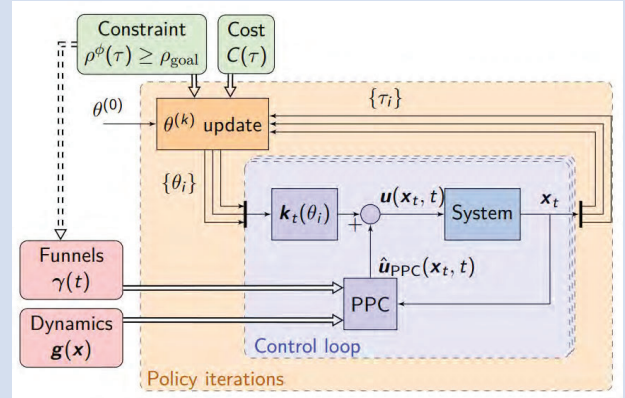 Constraint
ρ^ϕ(τ) ≥ ρ_goal
Cost
C(τ)
θ^(0)
θ^(k) update
{τ_i}
{θ_i}
k_t(θ_i)
+
u(x_t, t)
System
x_t
û_PPC(x_t, t)
Funnels
γ(t)
PPC
Dynamics
g(x)
Control loop
Policy iterations